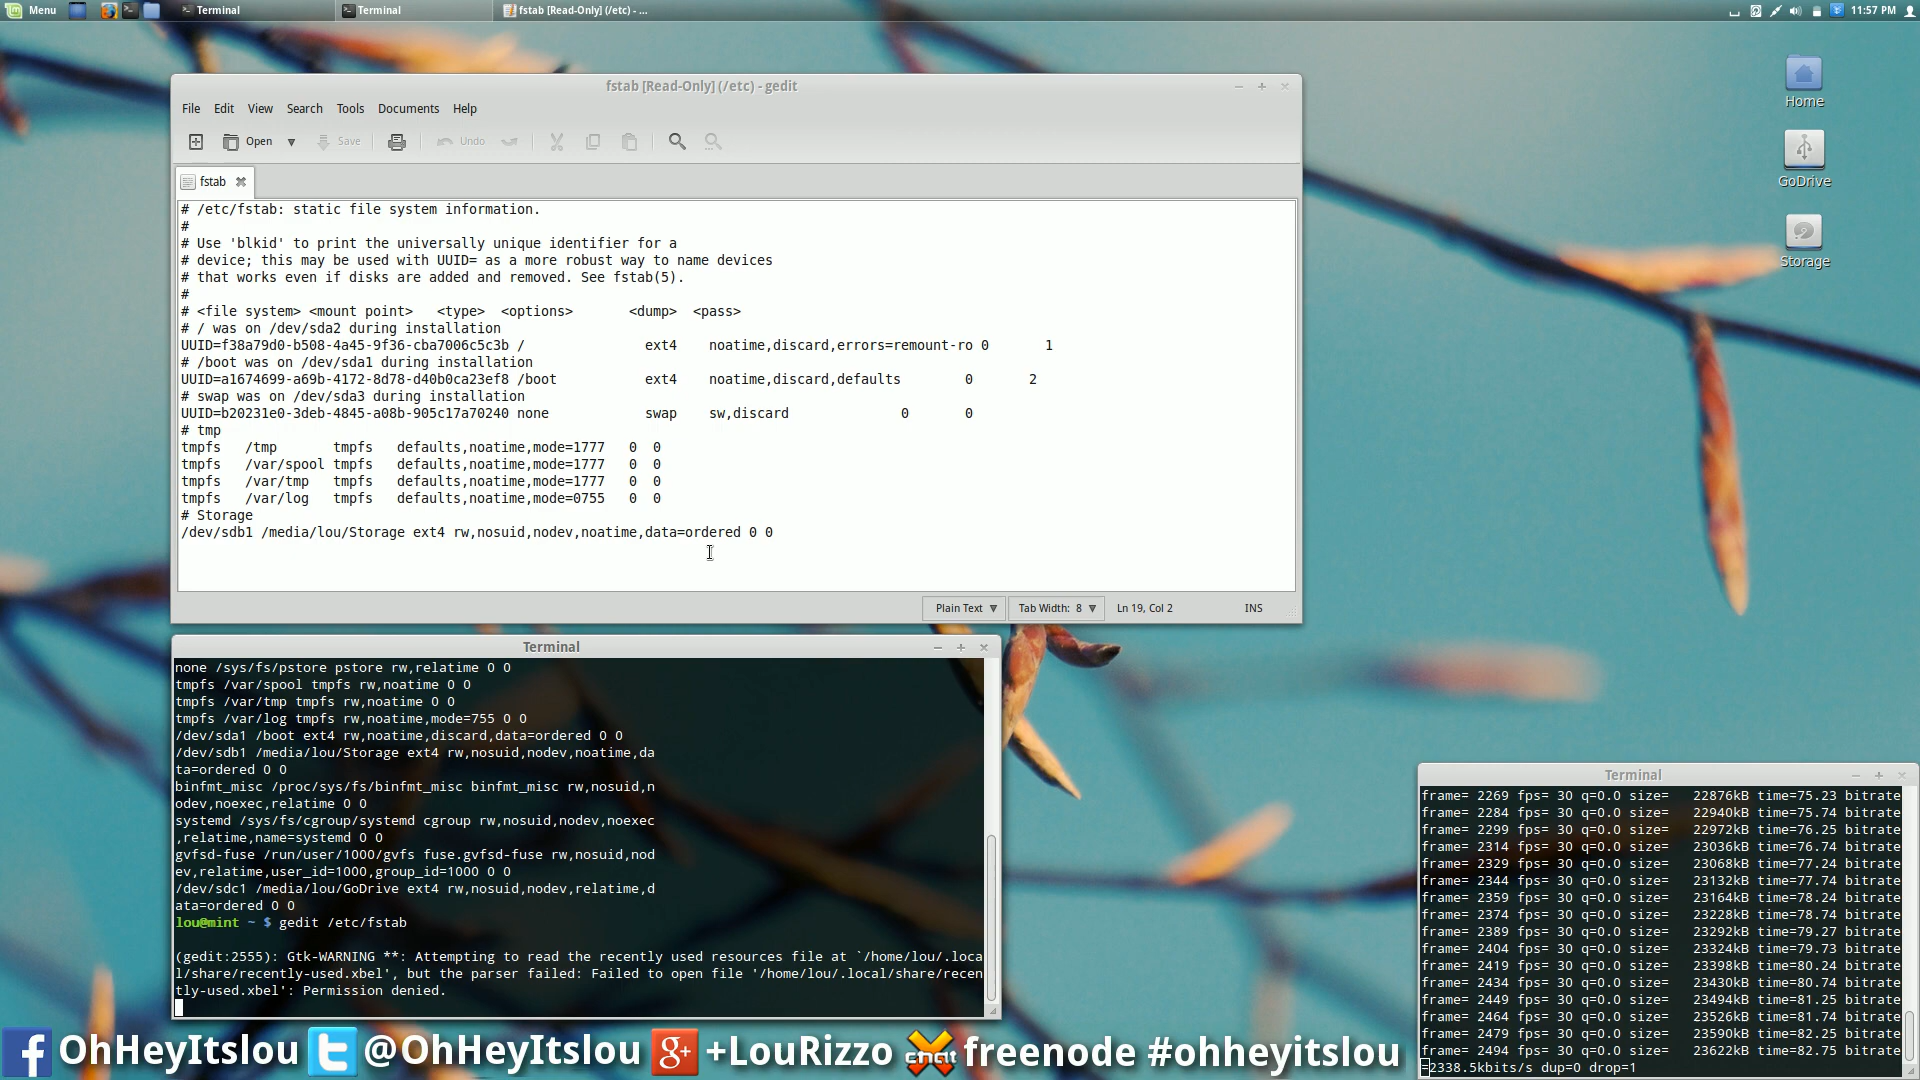 Menu Terminal Terminal fstab [Read-Only] (/etc) - ... 11:57 PM
fstab [Read-Only] (/etc) - gedit
File Edit View Search Tools Documents Help
Open Save Undo
fstab
# /etc/fstab: static file system information.
#
# Use 'blkid' to print the universally unique identifier for a
# device; this may be used with UUID= as a more robust way to name devices
# that works even if disks are added and removed. See fstab(5).
#
# <file system> <mount point>   <type>  <options>       <dump>  <pass>
# / was on /dev/sda2 during installation
UUID=f38a79d0-b508-4a45-9f36-cba7006c5c3b /               ext4    noatime,discard,errors=remount-ro 0       1
# /boot was on /dev/sda1 during installation
UUID=a1674699-a69b-4172-8d78-d40b0ca23ef8 /boot           ext4    noatime,discard,defaults        0       2
# swap was on /dev/sda3 during installation
UUID=b20231e0-3deb-4845-a08b-905c17a70240 none            swap    sw,discard              0       0
# tmp
tmpfs   /tmp       tmpfs   defaults,noatime,mode=1777   0  0
tmpfs   /var/spool tmpfs   defaults,noatime,mode=1777   0  0
tmpfs   /var/tmp   tmpfs   defaults,noatime,mode=1777   0  0
tmpfs   /var/log   tmpfs   defaults,noatime,mode=0755   0  0
# Storage
/dev/sdb1 /media/lou/Storage ext4 rw,nosuid,nodev,noatime,data=ordered 0 0
Plain Text Tab Width: 8 Ln 19, Col 2 INS
Home
GoDrive
Storage
Terminal
none /sys/fs/pstore pstore rw,relatime 0 0
tmpfs /var/spool tmpfs rw,noatime 0 0
tmpfs /var/tmp tmpfs rw,noatime 0 0
tmpfs /var/log tmpfs rw,noatime,mode=755 0 0
/dev/sda1 /boot ext4 rw,noatime,discard,data=ordered 0 0
/dev/sdb1 /media/lou/Storage ext4 rw,nosuid,nodev,noatime,da
ta=ordered 0 0
binfmt_misc /proc/sys/fs/binfmt_misc binfmt_misc rw,nosuid,n
odev,noexec,relatime 0 0
systemd /sys/fs/cgroup/systemd cgroup rw,nosuid,nodev,noexec
,relatime,name=systemd 0 0
gvfsd-fuse /run/user/1000/gvfs fuse.gvfsd-fuse rw,nosuid,nod
ev,relatime,user_id=1000,group_id=1000 0 0
/dev/sdc1 /media/lou/GoDrive ext4 rw,nosuid,nodev,relatime,d
ata=ordered 0 0
lou@mint ~ $ gedit /etc/fstab
(gedit:2555): Gtk-WARNING **: Attempting to read the recently used resources file at `/home/lou/.loca
l/share/recently-used.xbel', but the parser failed: Failed to open file '/home/lou/.local/share/recen
tly-used.xbel': Permission denied.
Terminal
frame= 2269 fps= 30 q=0.0 size=   22876kB time=75.23 bitrate
frame= 2284 fps= 30 q=0.0 size=   22940kB time=75.74 bitrate
frame= 2299 fps= 30 q=0.0 size=   22972kB time=76.25 bitrate
frame= 2314 fps= 30 q=0.0 size=   23036kB time=76.74 bitrate
frame= 2329 fps= 30 q=0.0 size=   23068kB time=77.24 bitrate
frame= 2344 fps= 30 q=0.0 size=   23132kB time=77.74 bitrate
frame= 2359 fps= 30 q=0.0 size=   23164kB time=78.24 bitrate
frame= 2374 fps= 30 q=0.0 size=   23228kB time=78.74 bitrate
frame= 2389 fps= 30 q=0.0 size=   23292kB time=79.27 bitrate
frame= 2404 fps= 30 q=0.0 size=   23324kB time=79.73 bitrate
frame= 2419 fps= 30 q=0.0 size=   23398kB time=80.24 bitrate
frame= 2434 fps= 30 q=0.0 size=   23430kB time=80.74 bitrate
frame= 2449 fps= 30 q=0.0 size=   23494kB time=81.25 bitrate
frame= 2464 fps= 30 q=0.0 size=   23526kB time=81.74 bitrate
frame= 2479 fps= 30 q=0.0 size=   23590kB time=82.25 bitrate
frame= 2494 fps= 30 q=0.0 size=   23622kB time=82.75 bitrate
=2338.5kbits/s dup=0 drop=1
f OhHeyItslou t @OhHeyItslou g+ +LouRizzo chat freenode #ohheyitslou